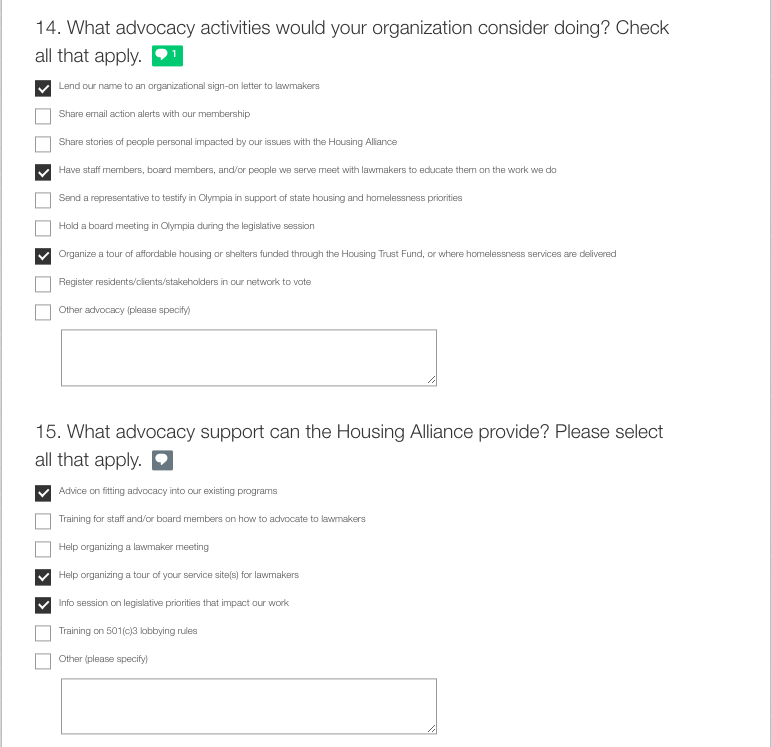 14. What advocacy activities would your organization consider doing? Check
all that apply. 1
Lend our name to an organizational sign-on letter to lawmakers
Share email action alerts with our membership
Share stories of people personal impacted by our issues with the Housing Alliance
Have staff members, board members, and/or people we serve meet with lawmakers to educate them on the work we do
Send a representative to testify in Olympia in support of state housing and homelessness priorities
Hold a board meeting in Olympia during the legislative session
Organize a tour of affordable housing or shelters funded through the Housing Trust Fund, or where homelessness services are delivered
Register residents/clients/stakeholders in our network to vote
Other advocacy (please specify)
15. What advocacy support can the Housing Alliance provide? Please select
all that apply.
Advice on fitting advocacy into our existing programs
Training for staff and/or board members on how to advocate to lawmakers
Help organizing a lawmaker meeting
Help organizing a tour of your service site(s) for lawmakers
Info session on legislative priorities that impact our work
Training on 501(c)3 lobbying rules
Other (please specify)